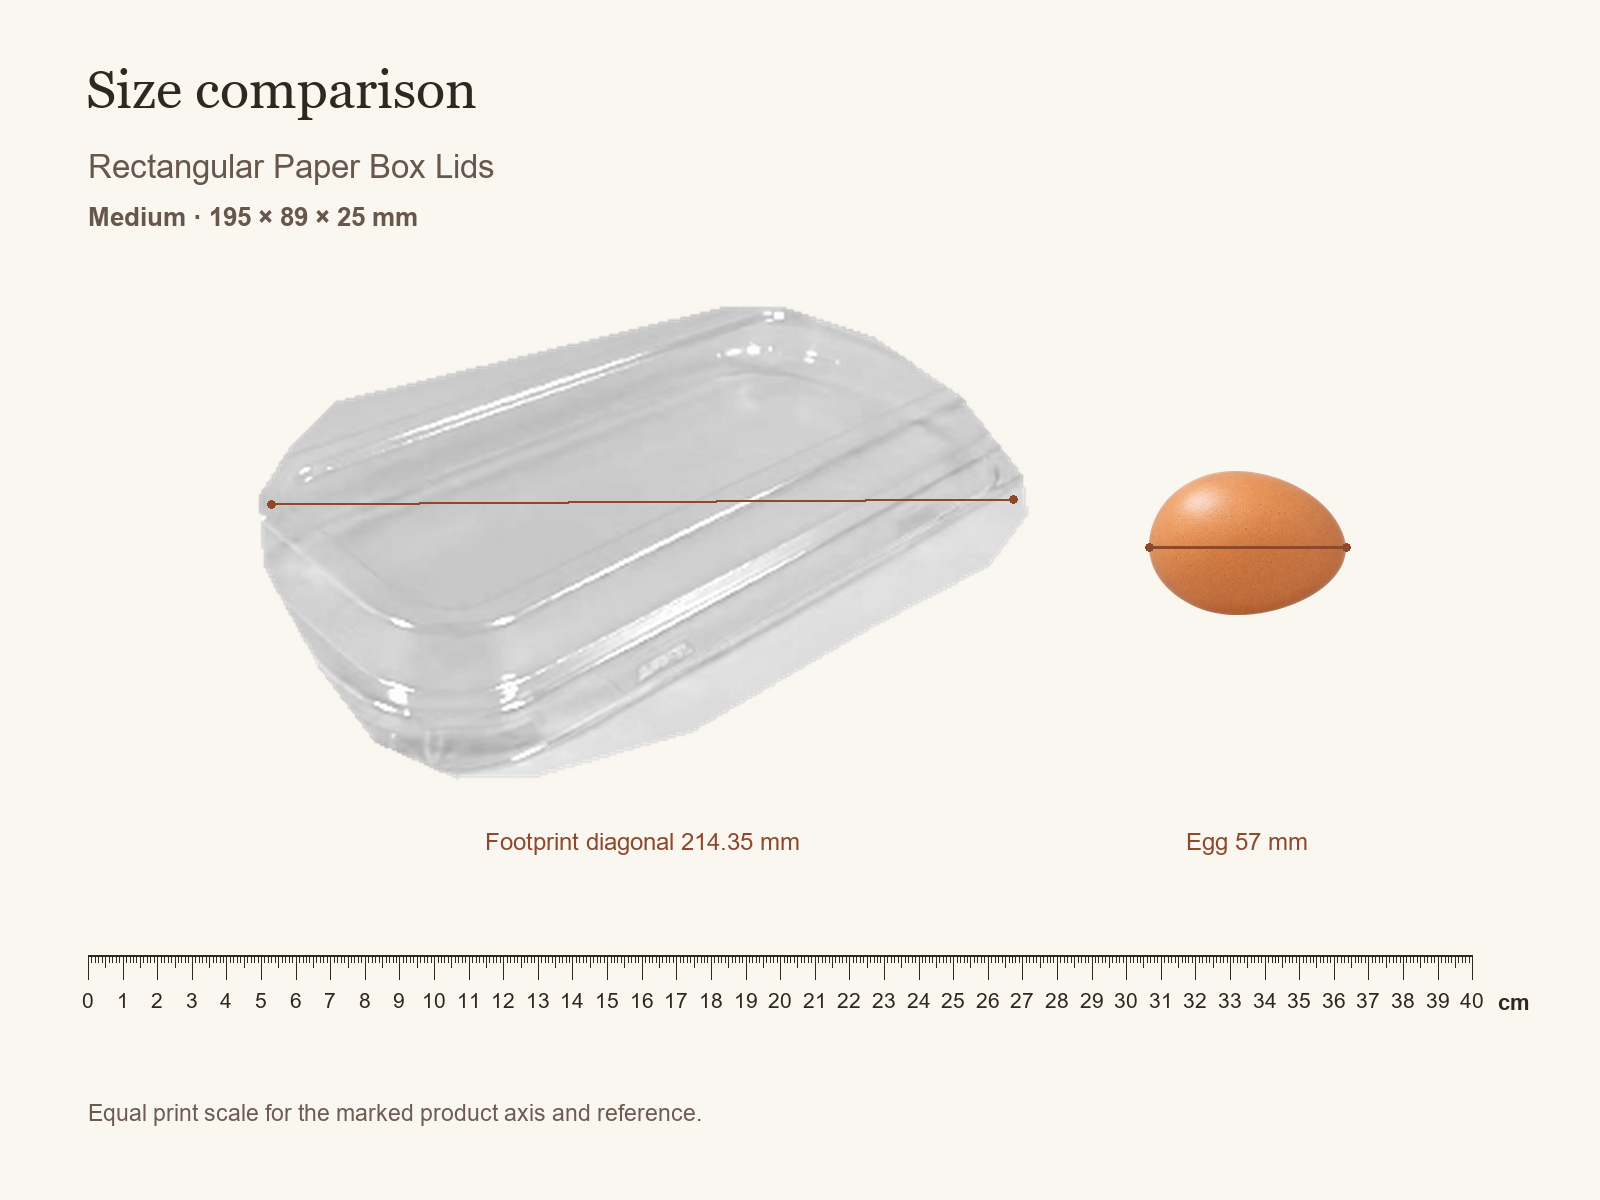 Size comparison
Rectangular Paper Box Lids
Medium · 195 × 89 × 25 mm
Footprint diagonal 214.35 mm
Egg 57 mm
0 1 2 3 4 5 6 7 8 9 10 11 12 13 14 15 16 17 18 19 20 21 22 23 24 25 26 27 28 29 30 31 32 33 34 35 36 37 38 39 40 cm
Equal print scale for the marked product axis and reference.